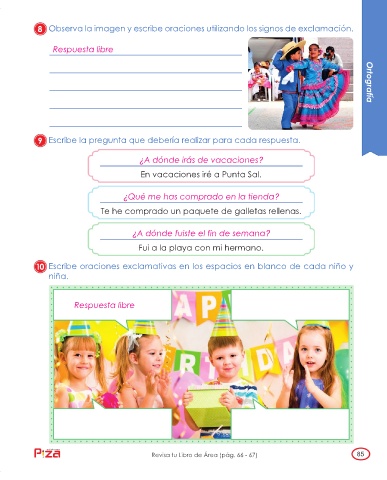 8 Observa la imagen y escribe oraciones utilizando los signos de exclamación.
Respuesta libre
Ortografía
9 Escribe la pregunta que debería realizar para cada respuesta.
¿A dónde irás de vacaciones?
En vacaciones iré a Punta Sal.
¿Qué me has comprado en la tienda?
Te he comprado un paquete de galletas rellenas.
¿A dónde fuiste el fin de semana?
Fui a la playa con mi hermano.
10 Escribe oraciones exclamativas en los espacios en blanco de cada niño y
niña.
Respuesta libre
AP
RTHDA
Pza
Revisa tu Libro de Área (pág. 66 - 67)
85